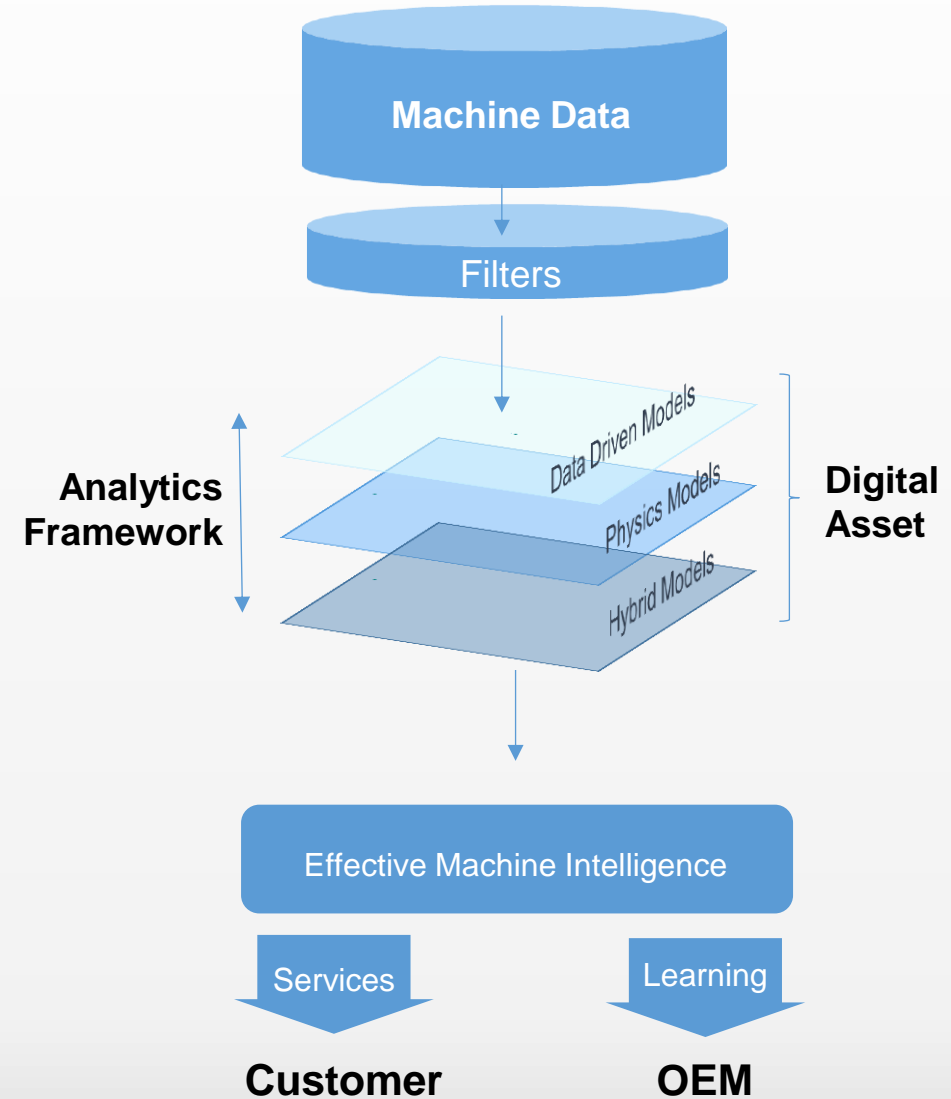 Machine Data
Filters
Data Driven Models
Physics Models
Hybrid Models
Analytics
Framework
Digital
Asset
Effective Machine Intelligence
Services
Learning
Customer
OEM